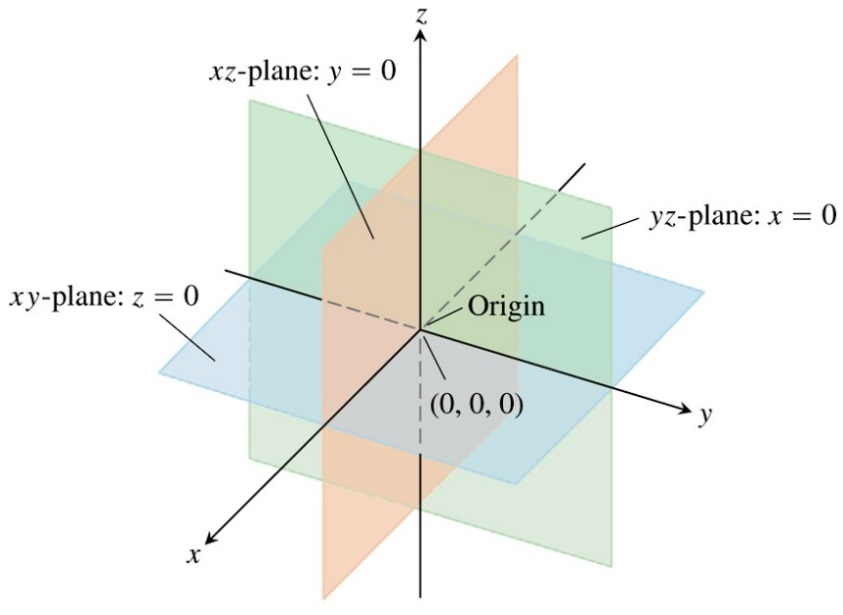 z
xz-plane: y = 0
yz-plane: x = 0
xy-plane: z = 0
Origin
(0, 0, 0)
y
x